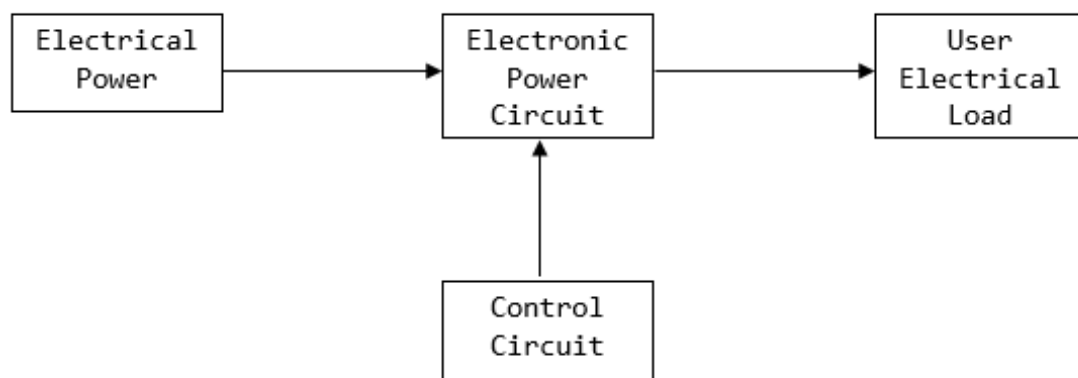 Electrical
Power
Electronic
Power
Circuit
User
Electrical
Load
Control
Circuit